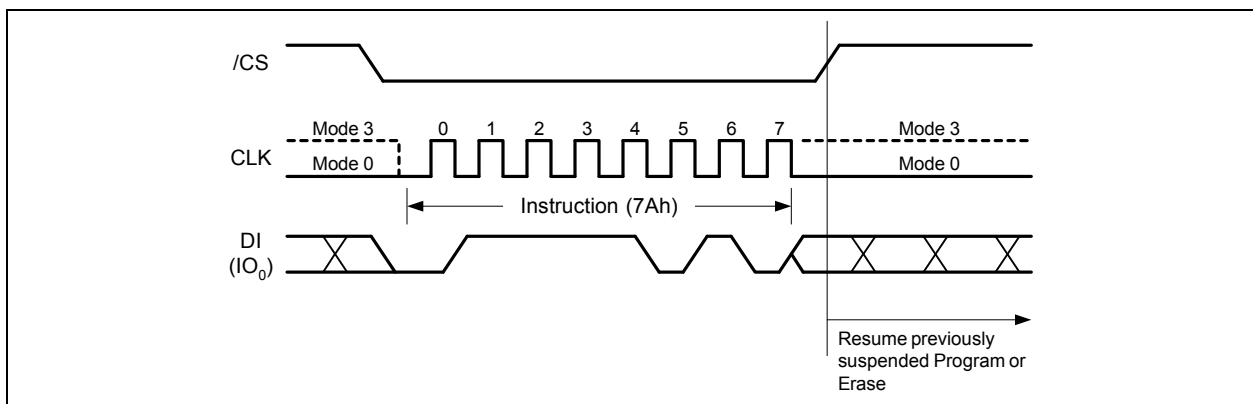 /CS
Mode 3 0 1 2 3 4 5 6 7 Mode 3
CLK
Mode 0 Mode 0
Instruction (7Ah)
DI
(IO0)
Resume previously
suspended Program or
Erase